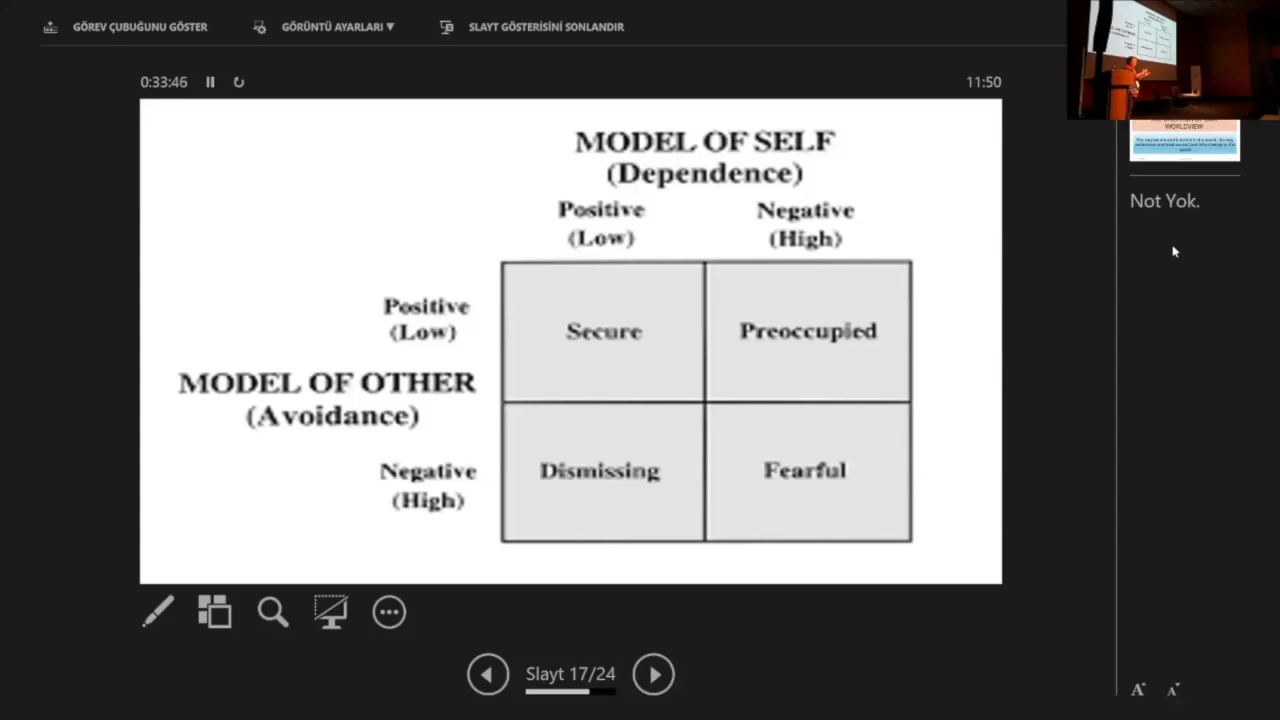 GÖREV ÇUBUĞUNU GÖSTER
GÖRÜNTÜ AYARLARI ▼
SLAYT GÖSTERİSİNİ SONLANDIR
0:33:46
11:50
MODEL OF SELF
(Dependence)
Positive
(Low)
Negative
(High)
Positive
(Low)
Secure
Preoccupied
MODEL OF OTHER
(Avoidance)
Negative
(High)
Dismissing
Fearful
WORLDVIEW
Not Yok.
Slayt 17/24
A
A